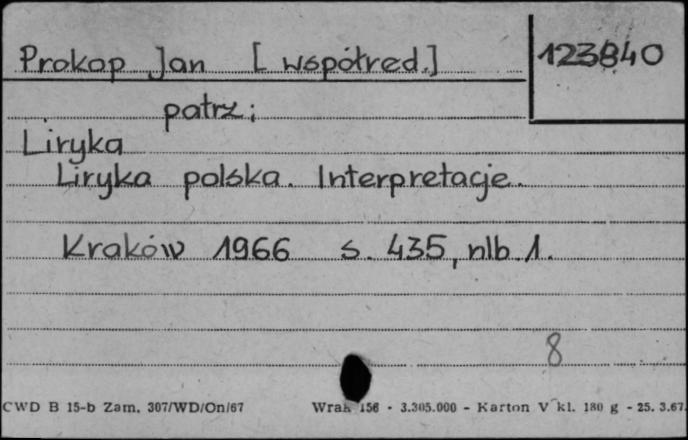 Prokop Jan [współred.] 123840
patrz:
Liryka
Liryka polska. Interpretacje.
Kraków 1966 s. 435, nlb. 1.
8
CWD B 15-b Zam. 307/WD/On/67 156 - 3.305.000 - Karton V kl. 180 g - 25. 3.67.